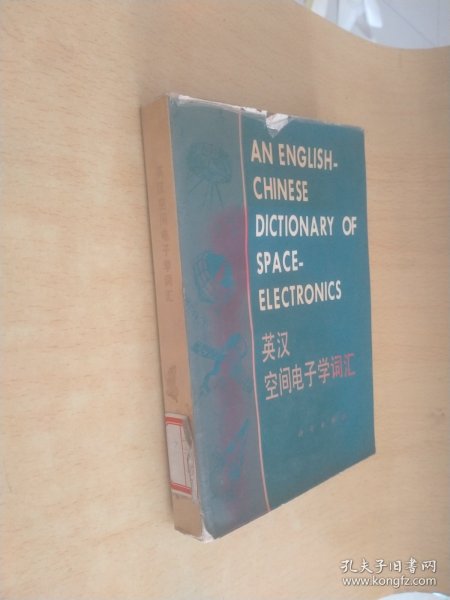 AN ENGLISH-
CHINESE
DICTIONARY OF
SPACE-
ELECTRONICS
英汉
空间电子学词汇
英汉空间电子学词汇
孔夫子旧书网
www.kongfz.com